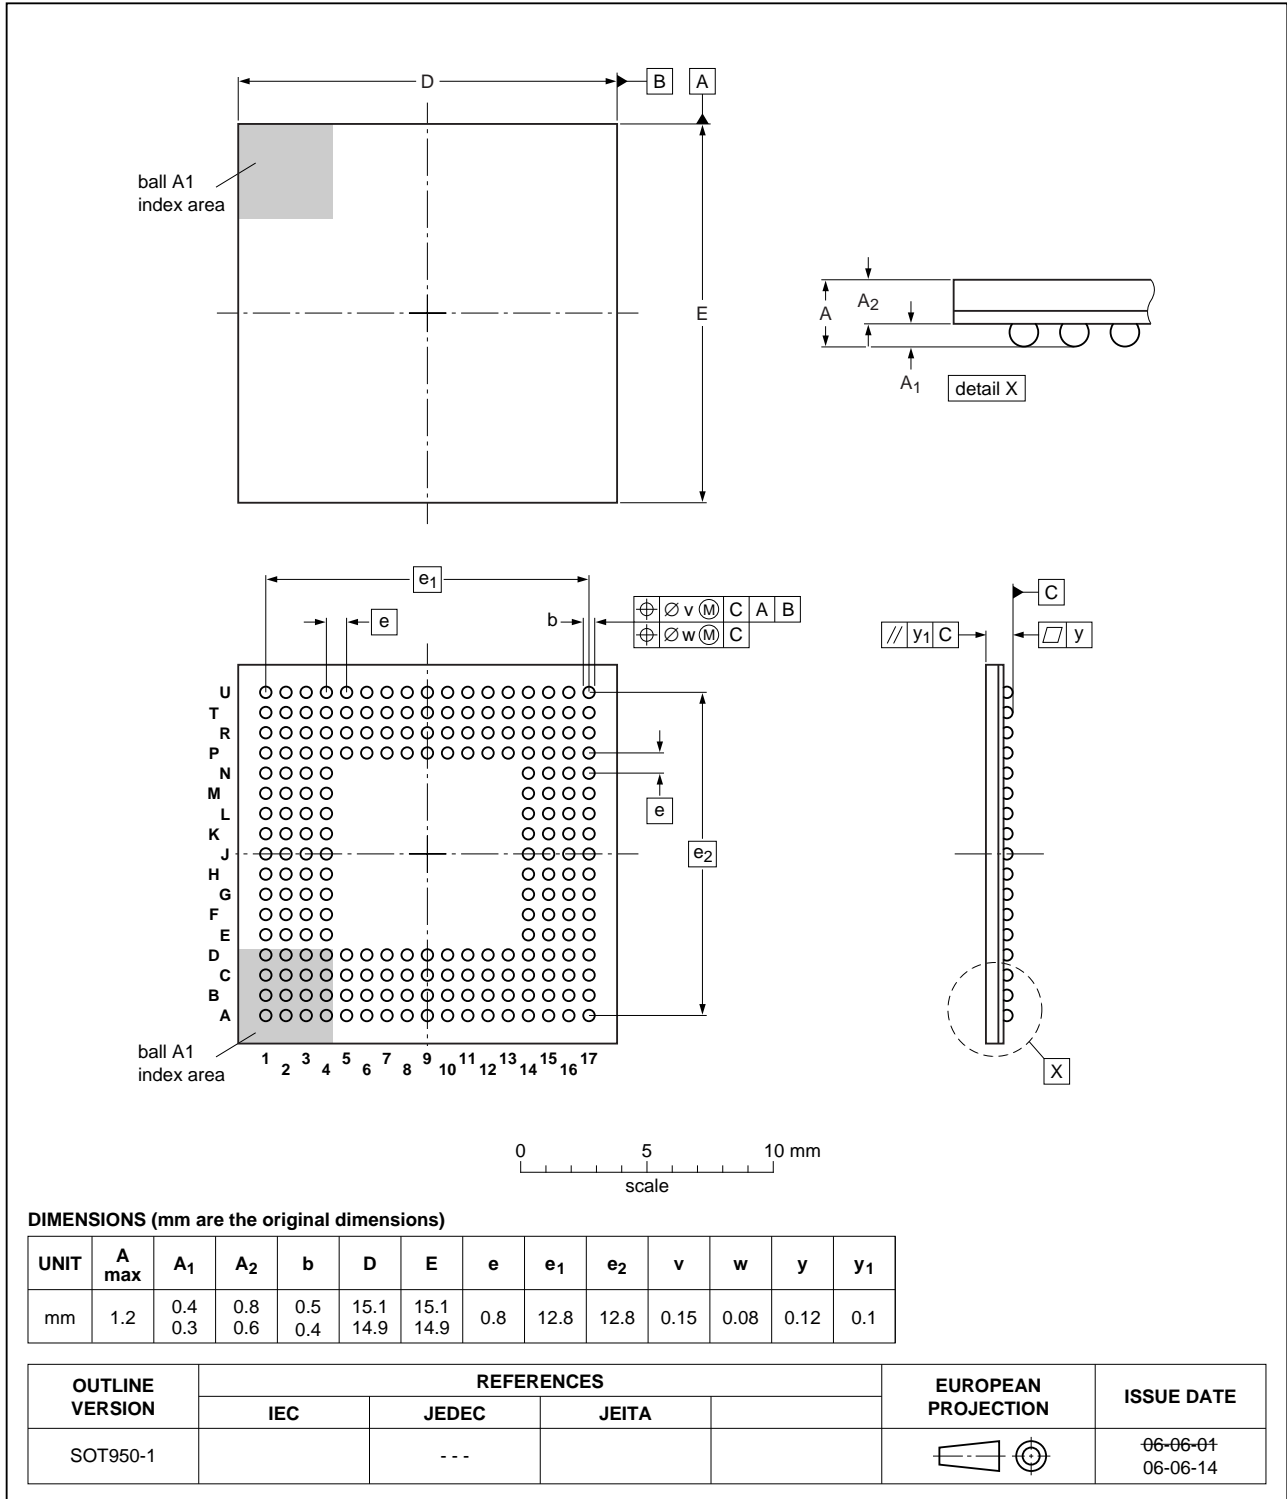 D
B A
ball A1
index area
E
A
A2
A1
detail X
e1
e
b
⌖ ∅ v Ⓜ C A B
⌖ ∅ w Ⓜ C
C
// y1 C
▱ y
U
T
R
P
N
M
L
K
J
H
G
F
E
D
C
B
A
e
e2
ball A1
index area
1 2 3 4 5 6 7 8 9 10 11 12 13 14 15 16 17
X
0 5 10 mm
scale
DIMENSIONS (mm are the original dimensions)
UNIT A max A1 A2 b D E e e1 e2 v w y y1
mm 1.2 0.4 0.3 0.8 0.6 0.5 0.4 15.1 14.9 15.1 14.9 0.8 12.8 12.8 0.15 0.08 0.12 0.1
OUTLINE VERSION REFERENCES EUROPEAN PROJECTION ISSUE DATE
IEC JEDEC JEITA
SOT950-1 - - - 06-06-01
06-06-14